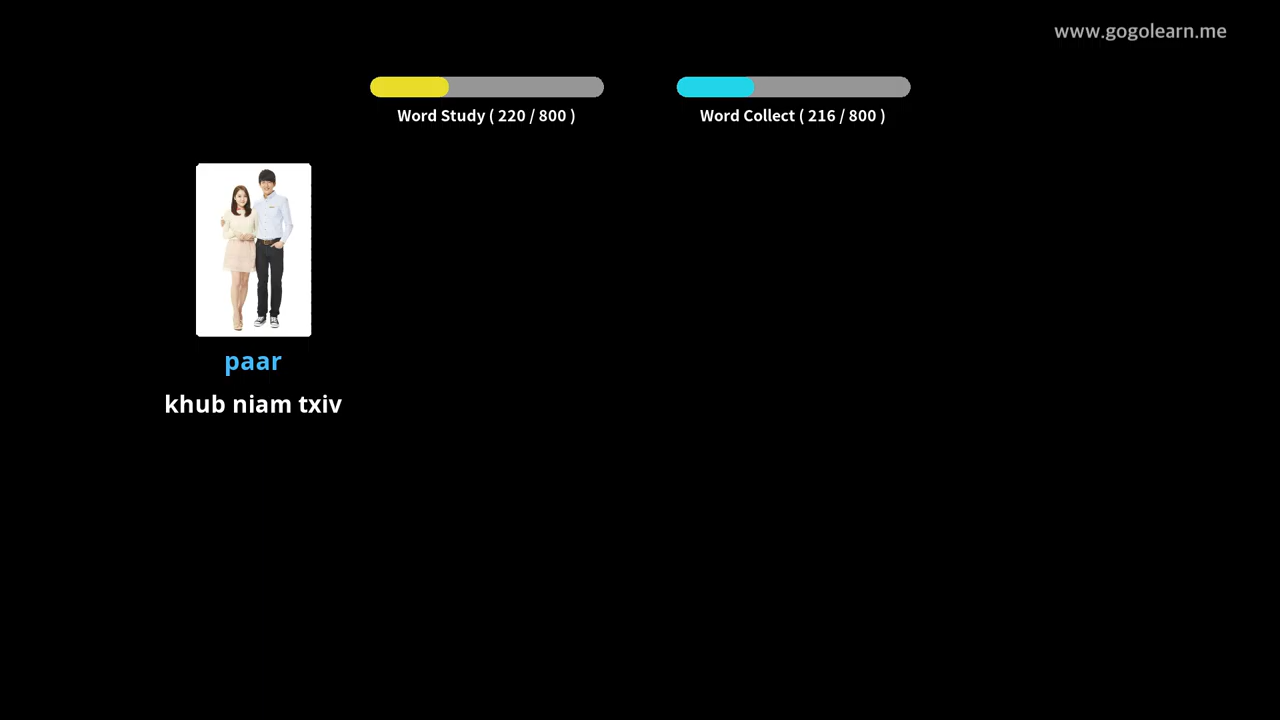 www.gogolearn.me
Word Study ( 220 / 800 )
Word Collect ( 216 / 800 )
paar
khub niam txiv